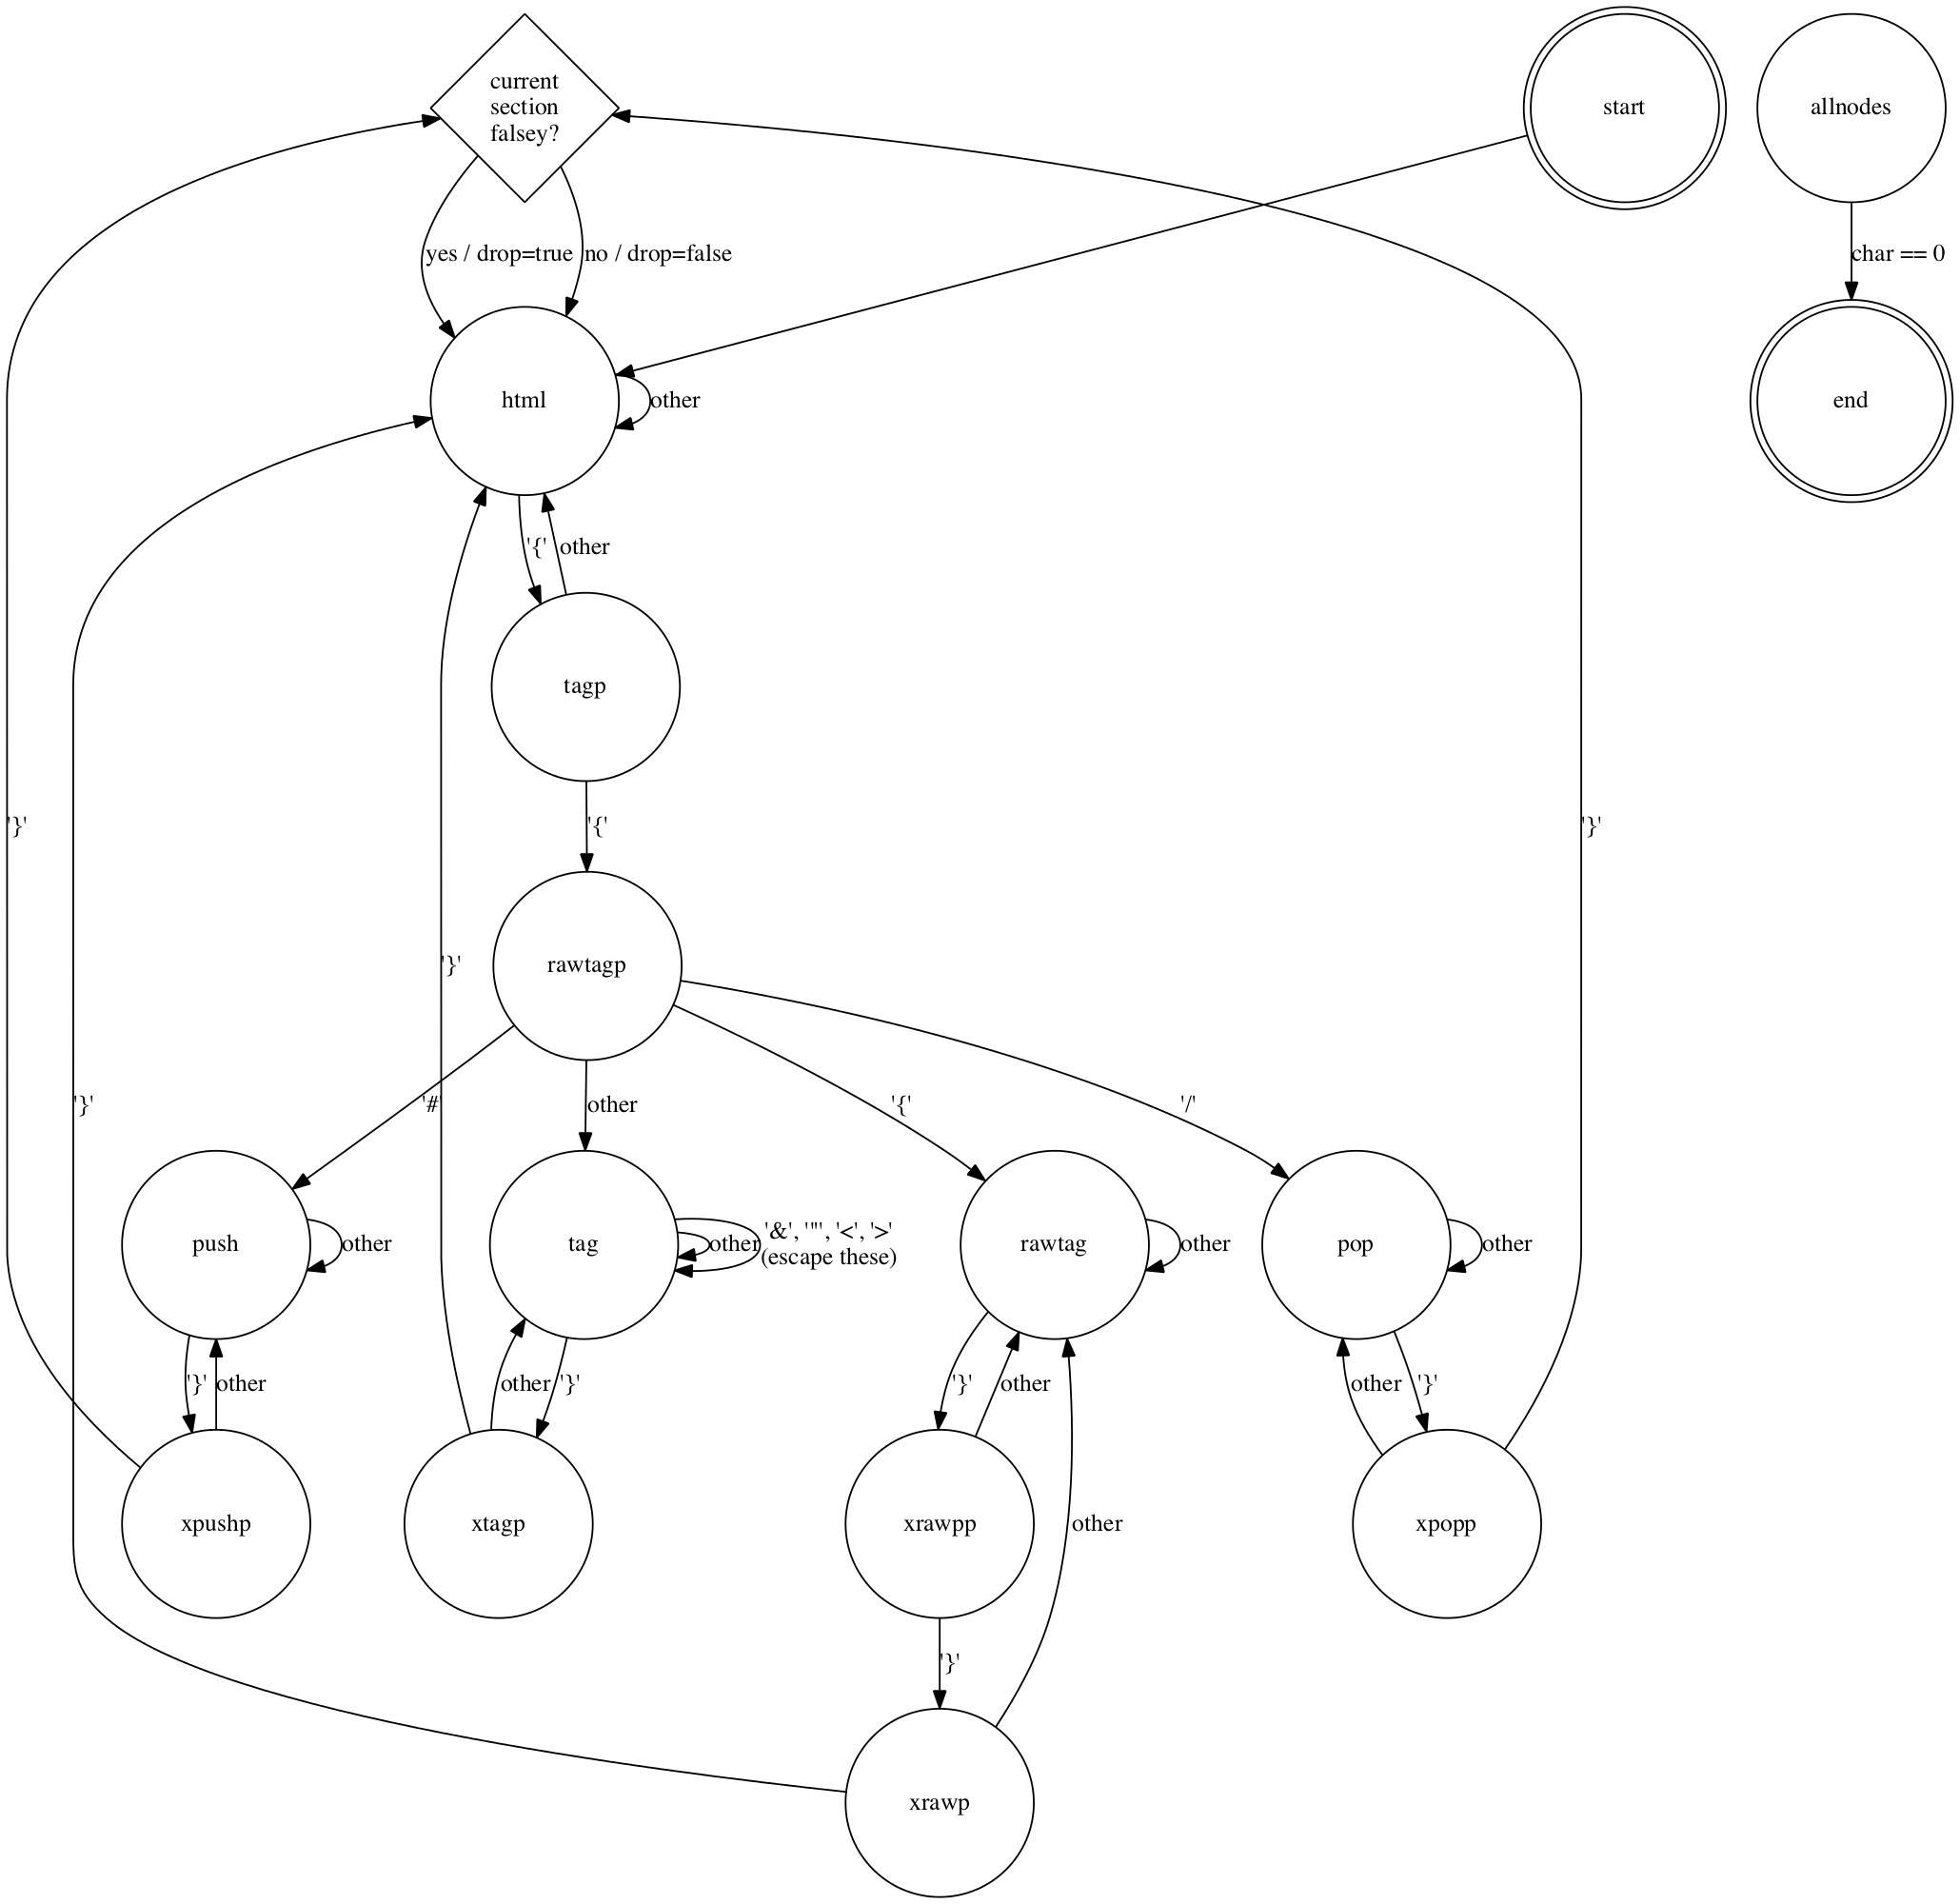 current
section
falsey?
start
allnodes
yes / drop=true
no / drop=false
char == 0
html
other
end
'{'
other
tagp
'}'
'{'
'}'
'}'
rawtagp
'}'
'#'
other
'{'
'/'
push
other
tag
other
'&', '"', '<', '>'
(escape these)
rawtag
other
pop
other
'}'
other
other
'}'
'}'
other
other
'}'
xpushp
xtagp
xrawpp
other
xpopp
'}'
xrawp